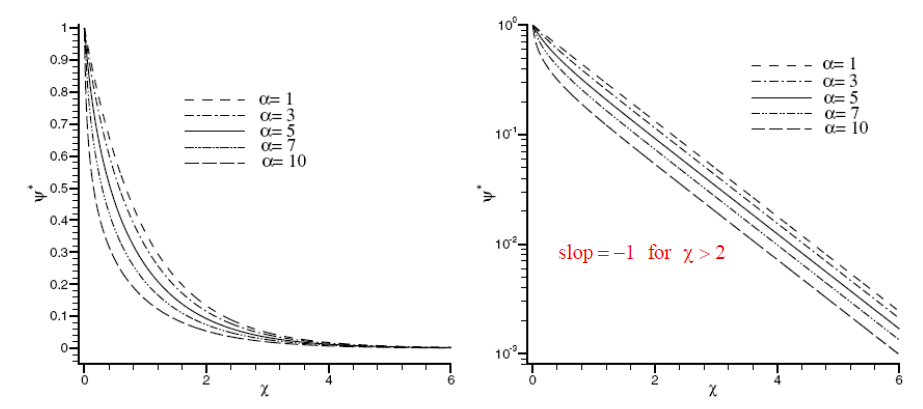 1
0.9
0.8
0.7
0.6
0.5
0.4
0.3
0.2
0.1
0
ψ*
0 2 4 6
χ
α= 1
α= 3
α= 5
α= 7
α= 10
10⁰
10⁻¹
10⁻²
10⁻³
ψ*
0 2 4 6
χ
α= 1
α= 3
α= 5
α= 7
α= 10
slop = −1 for χ > 2